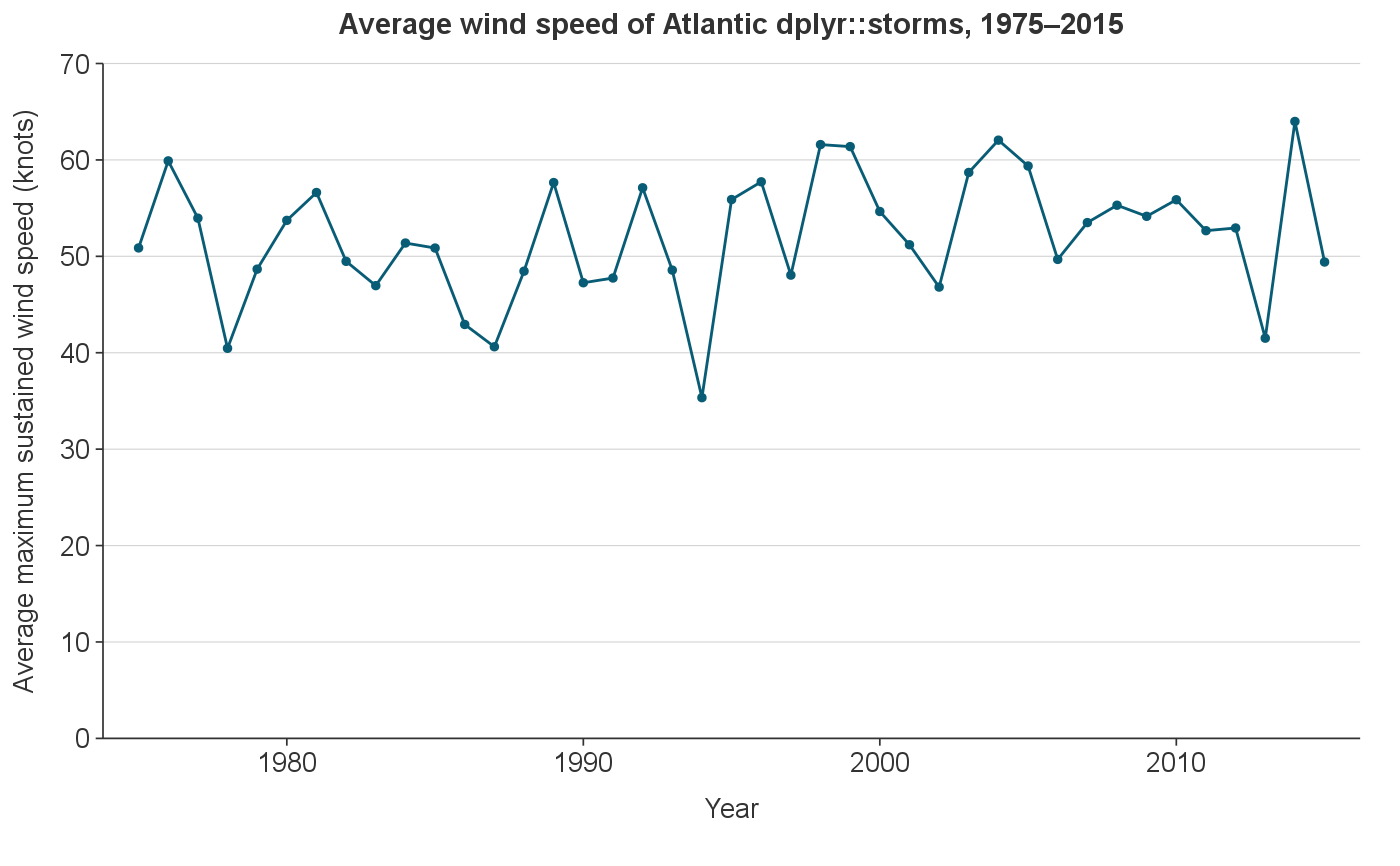 Average wind speed of Atlantic dplyr::storms, 1975–2015
Average maximum sustained wind speed (knots)
70
60
50
40
30
20
10
0
1980 1990 2000 2010
Year